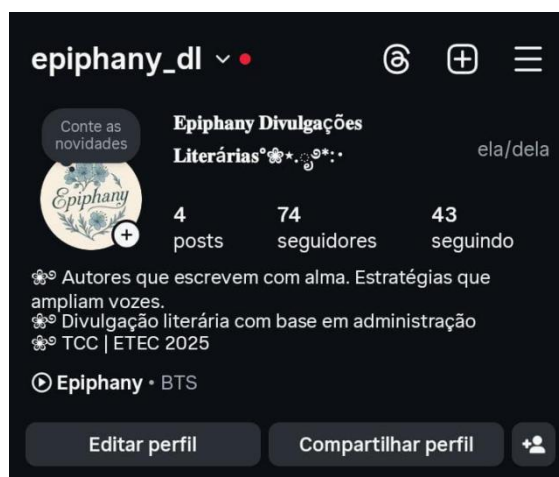 epiphany_dl
Conte as
novidades
Epiphany
𝐄𝐩𝐢𝐩𝐡𝐚𝐧𝐲 𝐃𝐢𝐯𝐮𝐥𝐠𝐚çõ𝐞𝐬
𝐋𝐢𝐭𝐞𝐫á𝐫𝐢𝐚𝐬°❀⋆.ೃ࿔*:･
ela/dela
4 74 43
posts seguidores seguindo
❀࿔ Autores que escrevem com alma. Estratégias que
ampliam vozes.
❀࿔ Divulgação literária com base em administração
❀࿔ TCC | ETEC 2025
Epiphany • BTS
Editar perfil Compartilhar perfil